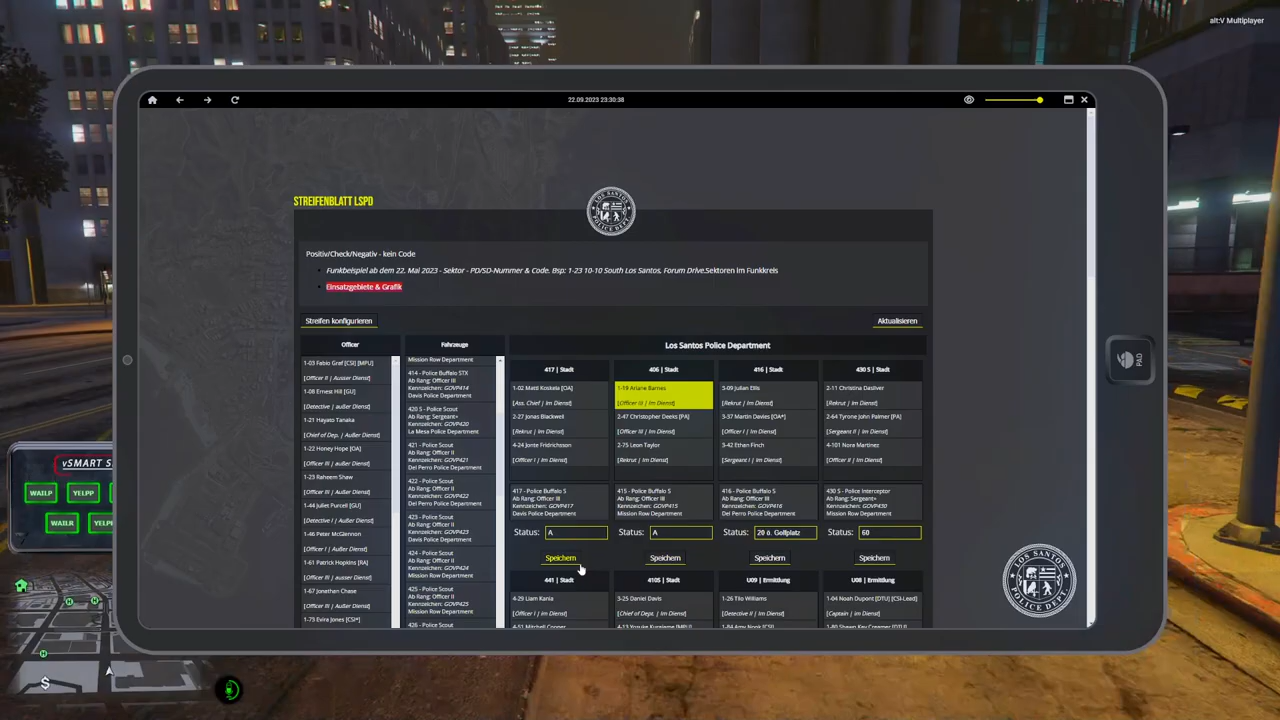 alt:V Multiplayer
22.09.2023 23:30:38
STREIFENBLATT LSPD
LOS SANTOS
POLICE DEPT.
Positiv/Check/Negativ - kein Code
Funkbeispiel ab dem 22. Mai 2023 - Sektor - PD/SD-Nummer & Code. Bsp: 1-23 10-10 South Los Santos, Forum Drive.Sektoren im Funkkreis
Einsatzgebiete & Grafik
Streifen konfigurieren
Aktualisieren
Officer
1-03 Fabio Graf [CSI] [MPU]
[Officer II | Ausser Dienst]
1-08 Ernest Hill [GU]
[Detective | außer Dienst]
1-21 Hayato Tanaka
[Chief of Dep. | Außer Dienst]
1-22 Honey Hope [OA]
[Officer III | außer Dienst]
1-23 Raheem Shaw
[Officer III | außer Dienst]
1-44 Juliet Purcell [GU]
[Detective I | Außer Dienst]
1-46 Peter McGlennon
[Officer I | Außer Dienst]
1-61 Patrick Hopkins [RA]
[Officer III | ausser Dienst]
1-67 Jonathan Chase
[Officer III | Außer Dienst]
1-73 Evira Jones [CSI*]
Fahrzeuge
Mission Row Department
414 - Police Buffalo STX
Ab Rang: Officer III
Kennzeichen: GOVP414
Mission Row Department
420 S - Police Scout
Ab Rang: Sergeant+
Kennzeichen: GOVP420
La Mesa Police Department
421 - Police Scout
Ab Rang: Officer II
Kennzeichen: GOVP421
Del Perro Police Department
422 - Police Scout
Ab Rang: Officer II
Kennzeichen: GOVP422
Del Perro Police Department
423 - Police Scout
Ab Rang: Officer II
Kennzeichen: GOVP423
Davis Police Department
424 - Police Scout
Ab Rang: Officer II
Kennzeichen: GOVP424
Mission Row Department
425 - Police Scout
Ab Rang: Officer II
Kennzeichen: GOVP425
Mission Row Department
426 - Police Scout
Los Santos Police Department
417 | Stadt
1-02 Matti Koskela [OA]
[Ass. Chief | Im Dienst]
2-27 Jonas Blackwell
[Rekrut | Im Dienst]
4-24 Jonte Fridrichsson
[Officer I | Im Dienst]
417 - Police Buffalo S
Ab Rang: Officer III
Kennzeichen: GOVP417
Davis Police Department
Status: A
Speichern
406 | Stadt
1-19 Ariane Barnes
[Officer III | Im Dienst]
2-47 Christopher Deeks [PA]
[Officer III | Im Dienst]
2-75 Leon Taylor
[Rekrut | Im Dienst]
415 - Police Buffalo S
Ab Rang: Officer III
Kennzeichen: GOVP415
Mission Row Department
Status: A
Speichern
416 | Stadt
3-09 Julian Ellis
[Rekrut | Im Dienst]
3-37 Martin Davies [OA*]
[Officer I | Im Dienst]
3-42 Ethan Finch
[Sergeant I | Im Dienst]
416 - Police Buffalo S
Ab Rang: Officer III
Kennzeichen: GOVP416
Mission Row Department
Status: 20 ö. Golfplatz
Speichern
430 S | Stadt
2-11 Christina Dasilver
[Rekrut | Im Dienst]
2-64 Tyrone John Palmer [PA]
[Sergeant II | Im Dienst]
4-101 Nora Martinez
[Officer II | Im Dienst]
430 S - Police Interceptor
Ab Rang: Sergeant+
Kennzeichen: GOVP430
Mission Row Department
Status: 60
Speichern
441 | Stadt
4-29 Liam Kania
[Officer I | Im Dienst]
4-51 Mitchell Cooper
4105 | Stadt
3-25 Daniel Davis
[Chief of Dept. | Im Dienst]
U09 | Ermittlung
1-26 Tilo Williams
[Detective II | Im Dienst]
U08 | Ermittlung
1-04 Noah Dupont [DTU] [CSI-Lead]
[Captain | Im Dienst]
PAD
vSMART
WAILP
YELPP
WAILR
LOS SANTOS
POLICE DEPT.